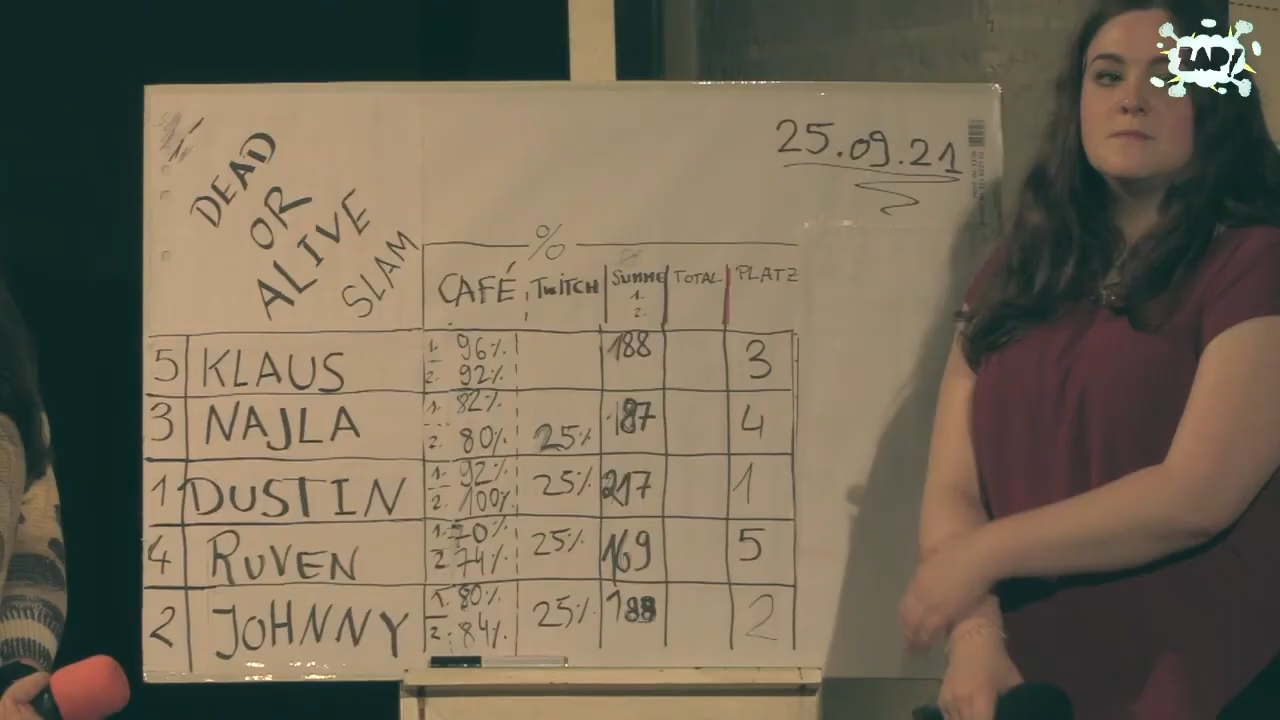 ZAP!
25.09.21
DEAD
OR
ALIVE
SLAM
%
CAFÉ TWITCH SUMME TOTAL PLATZ
1.
2.
5 KLAUS 1. 96% 188 3
2. 92%
3 NAJLA 1. 82% 187 4
2. 80% 25%
1 DUSTIN 1. 92% 25% 217 1
2. 100%
4 RUVEN 1. 70% 25% 169 5
2. 74%
2 JOHNNY 1. 80% 25% 188 2
2. 84%